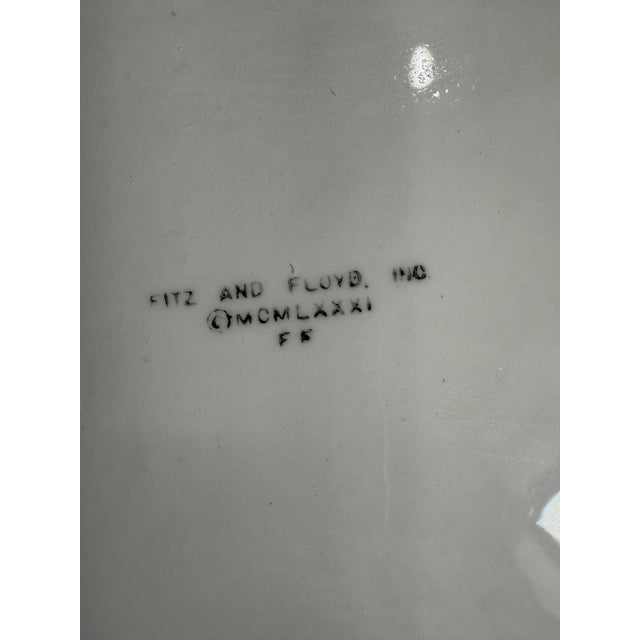 FITZ AND FLOYD, INC
©MCMLXXXI
FF